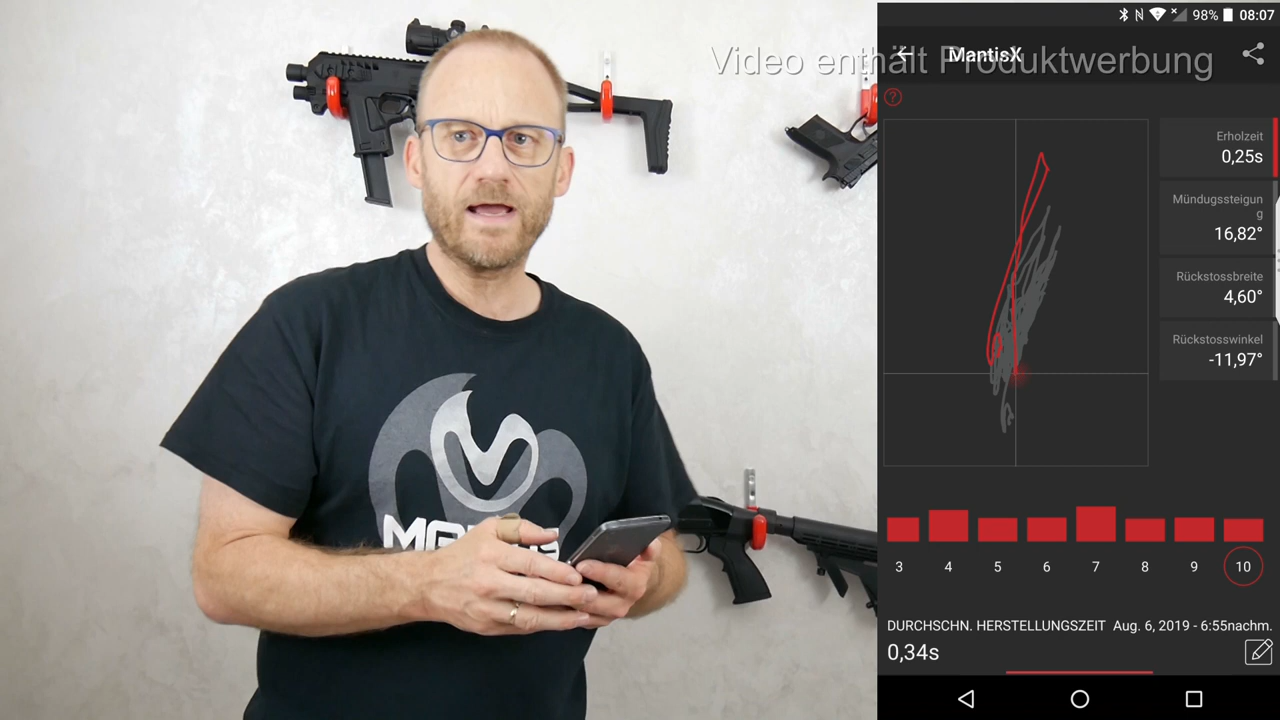 98% 08:07
Video enthält Produktwerbung
MantisX
?
Erholzeit
0,25s
Mündugssteigun
g
16,82°
Rückstossbreite
4,60°
Rückstosswinkel
-11,97°
3 4 5 6 7 8 9 10
DURCHSCHN. HERSTELLUNGSZEIT Aug. 6, 2019 - 6:55nachm.
0,34s